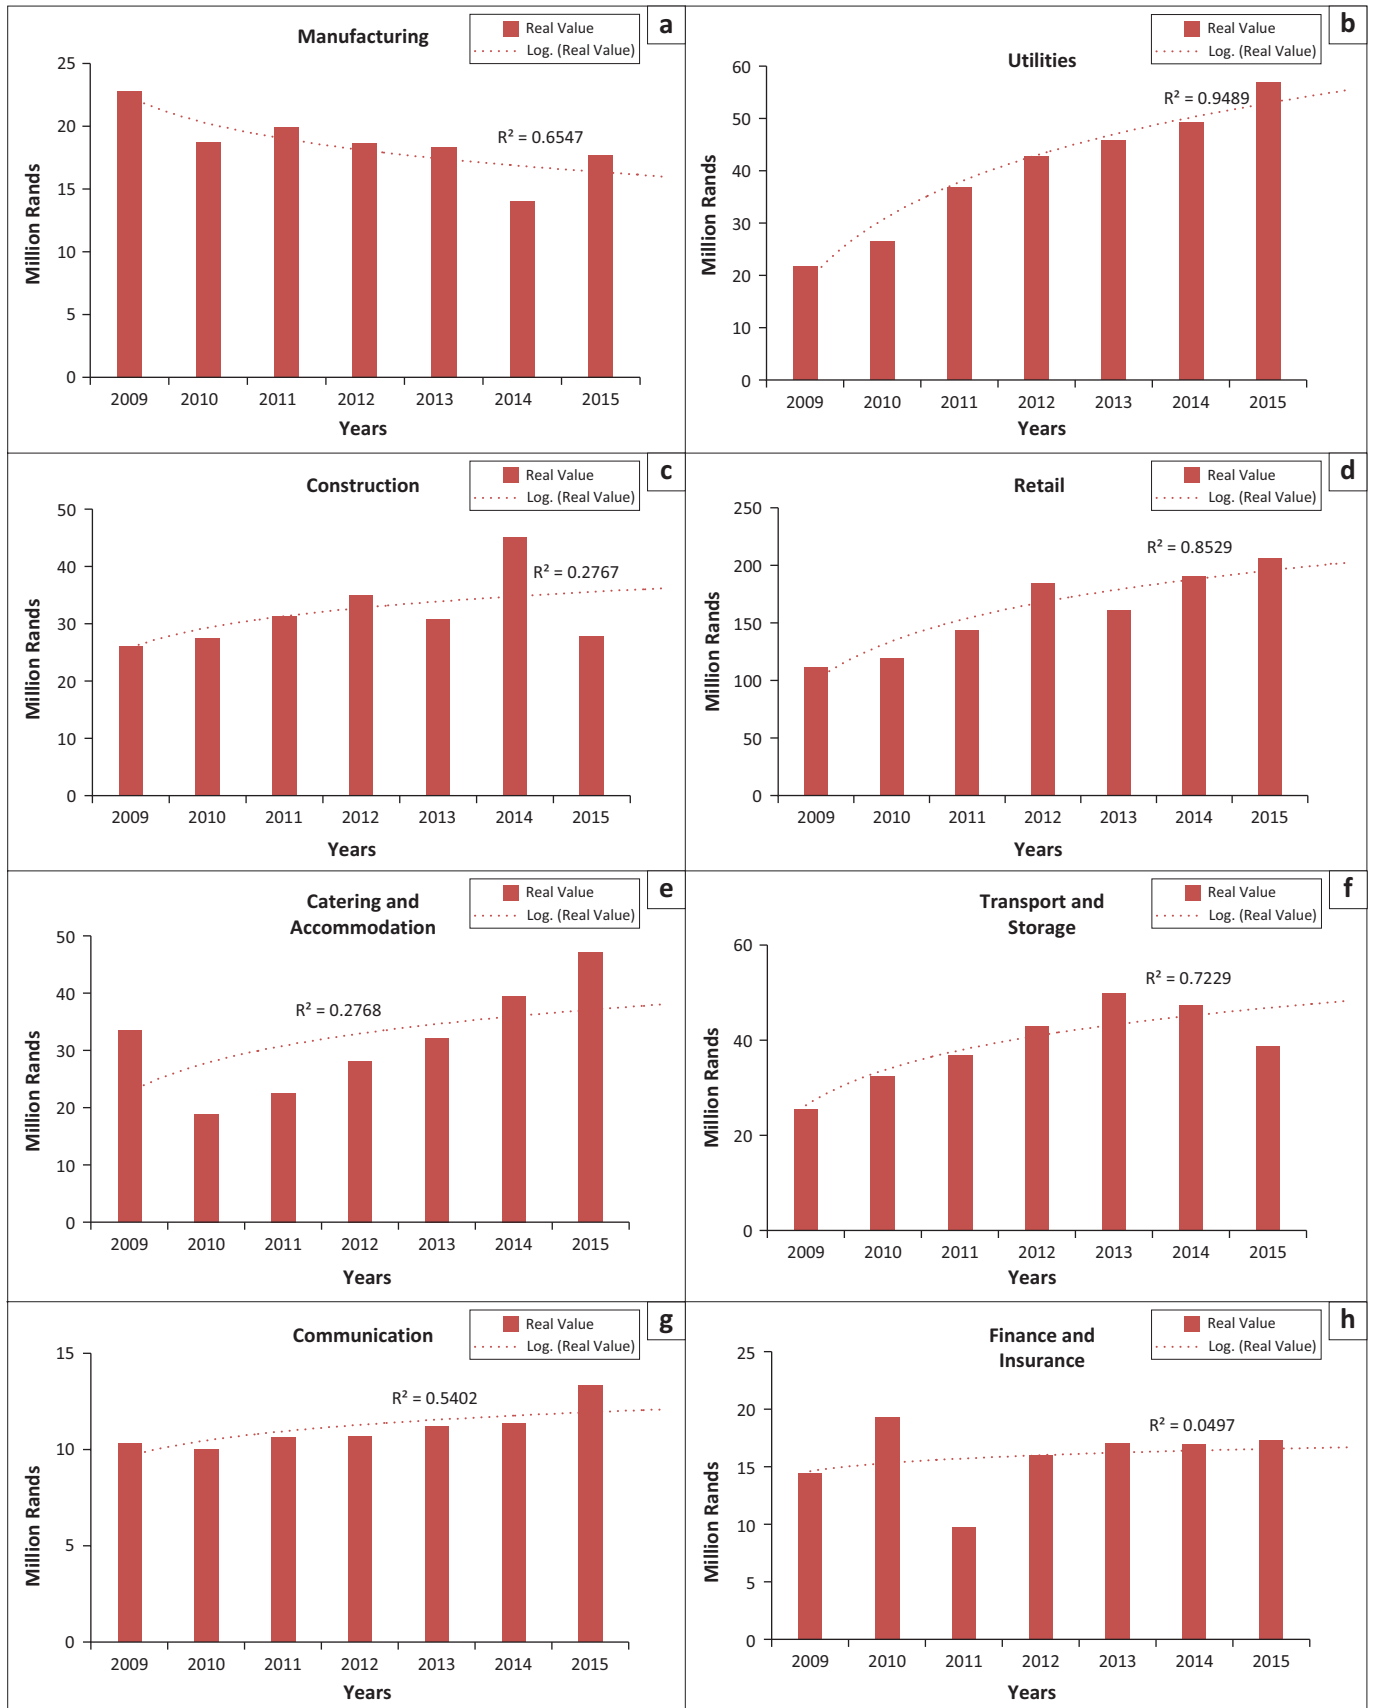 Manufacturing
Real Value
Log. (Real Value)
a
25
20
15
10
5
0
Million Rands
R² = 0.6547
2009 2010 2011 2012 2013 2014 2015
Years
Utilities
Real Value
Log. (Real Value)
b
60
50
40
30
20
10
0
Million Rands
R² = 0.9489
2009 2010 2011 2012 2013 2014 2015
Years
Construction
Real Value
Log. (Real Value)
c
50
40
30
20
10
0
Million Rands
R² = 0.2767
2009 2010 2011 2012 2013 2014 2015
Years
Retail
Real Value
Log. (Real Value)
d
250
200
150
100
50
0
Million Rands
R² = 0.8529
2009 2010 2011 2012 2013 2014 2015
Years
Catering and
Accommodation
Real Value
Log. (Real Value)
e
50
40
30
20
10
0
Million Rands
R² = 0.2768
2009 2010 2011 2012 2013 2014 2015
Years
Transport and
Storage
Real Value
Log. (Real Value)
f
60
40
20
0
Million Rands
R² = 0.7229
2009 2010 2011 2012 2013 2014 2015
Years
Communication
Real Value
Log. (Real Value)
g
15
10
5
0
Million Rands
R² = 0.5402
2009 2010 2011 2012 2013 2014 2015
Years
Finance and
Insurance
Real Value
Log. (Real Value)
h
25
20
15
10
5
0
Million Rands
R² = 0.0497
2009 2010 2011 2012 2013 2014 2015
Years